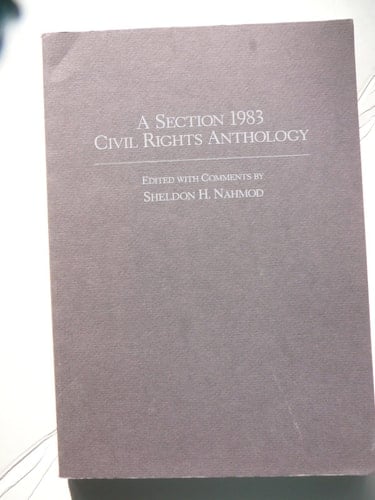 A Section 1983
Civil Rights Anthology
Edited with Comments by
Sheldon H. Nahmod